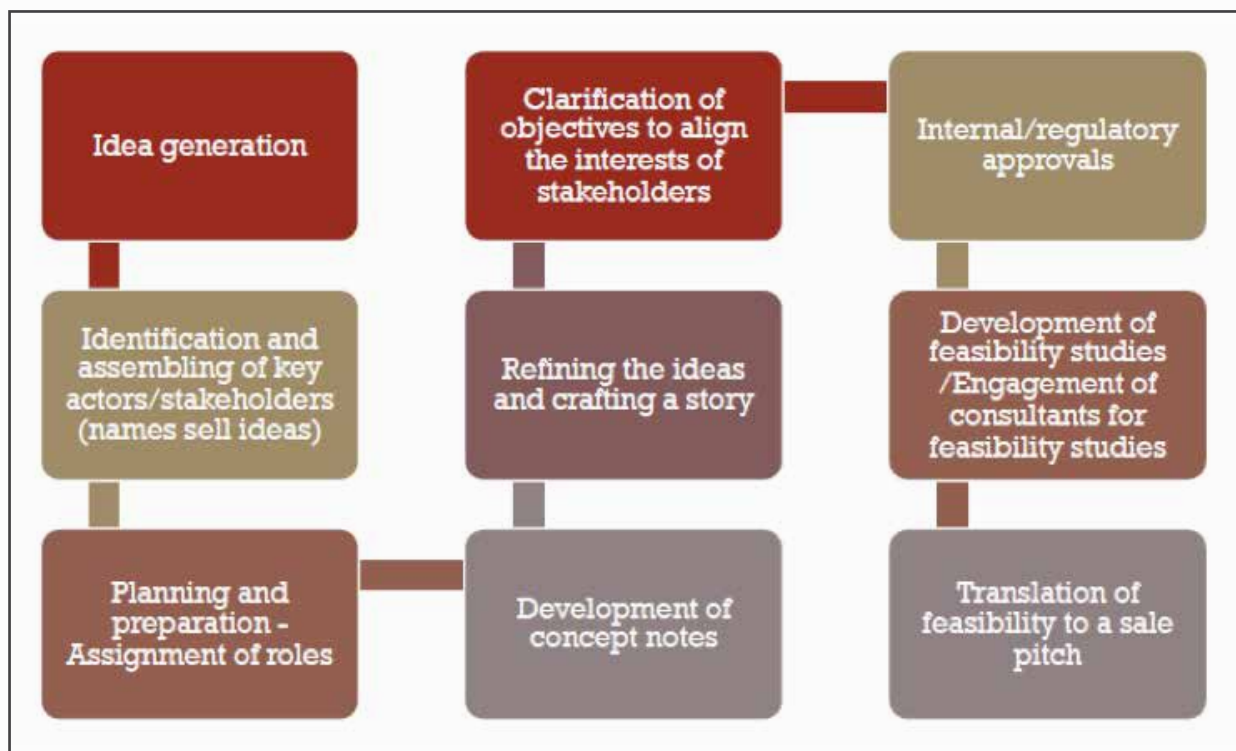 Idea generation
Identification and
assembling of key
actors/stakeholders
(names sell ideas)
Planning and
preparation -
Assignment of roles
Development of
concept notes
Refining the ideas
and crafting a story
Clarification of
objectives to align
the interests of
stakeholders
Internal/regulatory
approvals
Development of
feasibility studies
/Engagement of
consultants for
feasibility studies
Translation of
feasibility to a sale
pitch